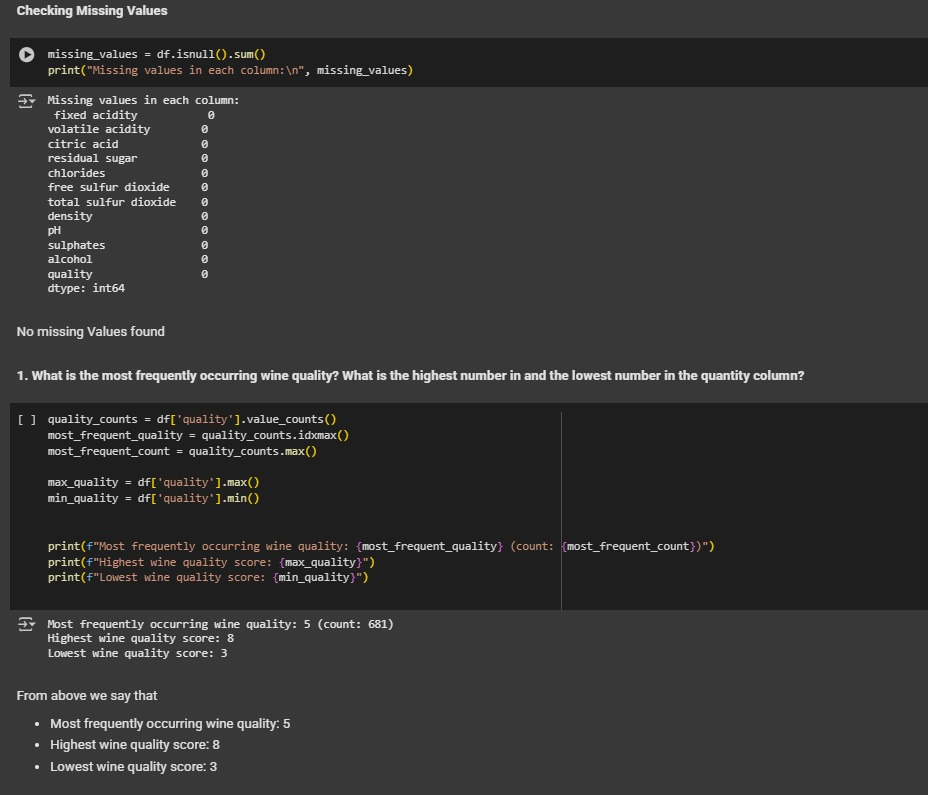 Checking Missing Values
missing_values = df.isnull().sum()
print("Missing values in each column:\n", missing_values)
Missing values in each column:
 fixed acidity           0
volatile acidity        0
citric acid             0
residual sugar          0
chlorides               0
free sulfur dioxide     0
total sulfur dioxide    0
density                 0
pH                      0
sulphates               0
alcohol                 0
quality                 0
dtype: int64
No missing Values found
1. What is the most frequently occurring wine quality? What is the highest number in and the lowest number in the quantity column?
[ ] quality_counts = df['quality'].value_counts()
most_frequent_quality = quality_counts.idxmax()
most_frequent_count = quality_counts.max()
max_quality = df['quality'].max()
min_quality = df['quality'].min()
print(f"Most frequently occurring wine quality: {most_frequent_quality} (count: {most_frequent_count})")
print(f"Highest wine quality score: {max_quality}")
print(f"Lowest wine quality score: {min_quality}")
Most frequently occurring wine quality: 5 (count: 681)
Highest wine quality score: 8
Lowest wine quality score: 3
From above we say that
• Most frequently occurring wine quality: 5
• Highest wine quality score: 8
• Lowest wine quality score: 3